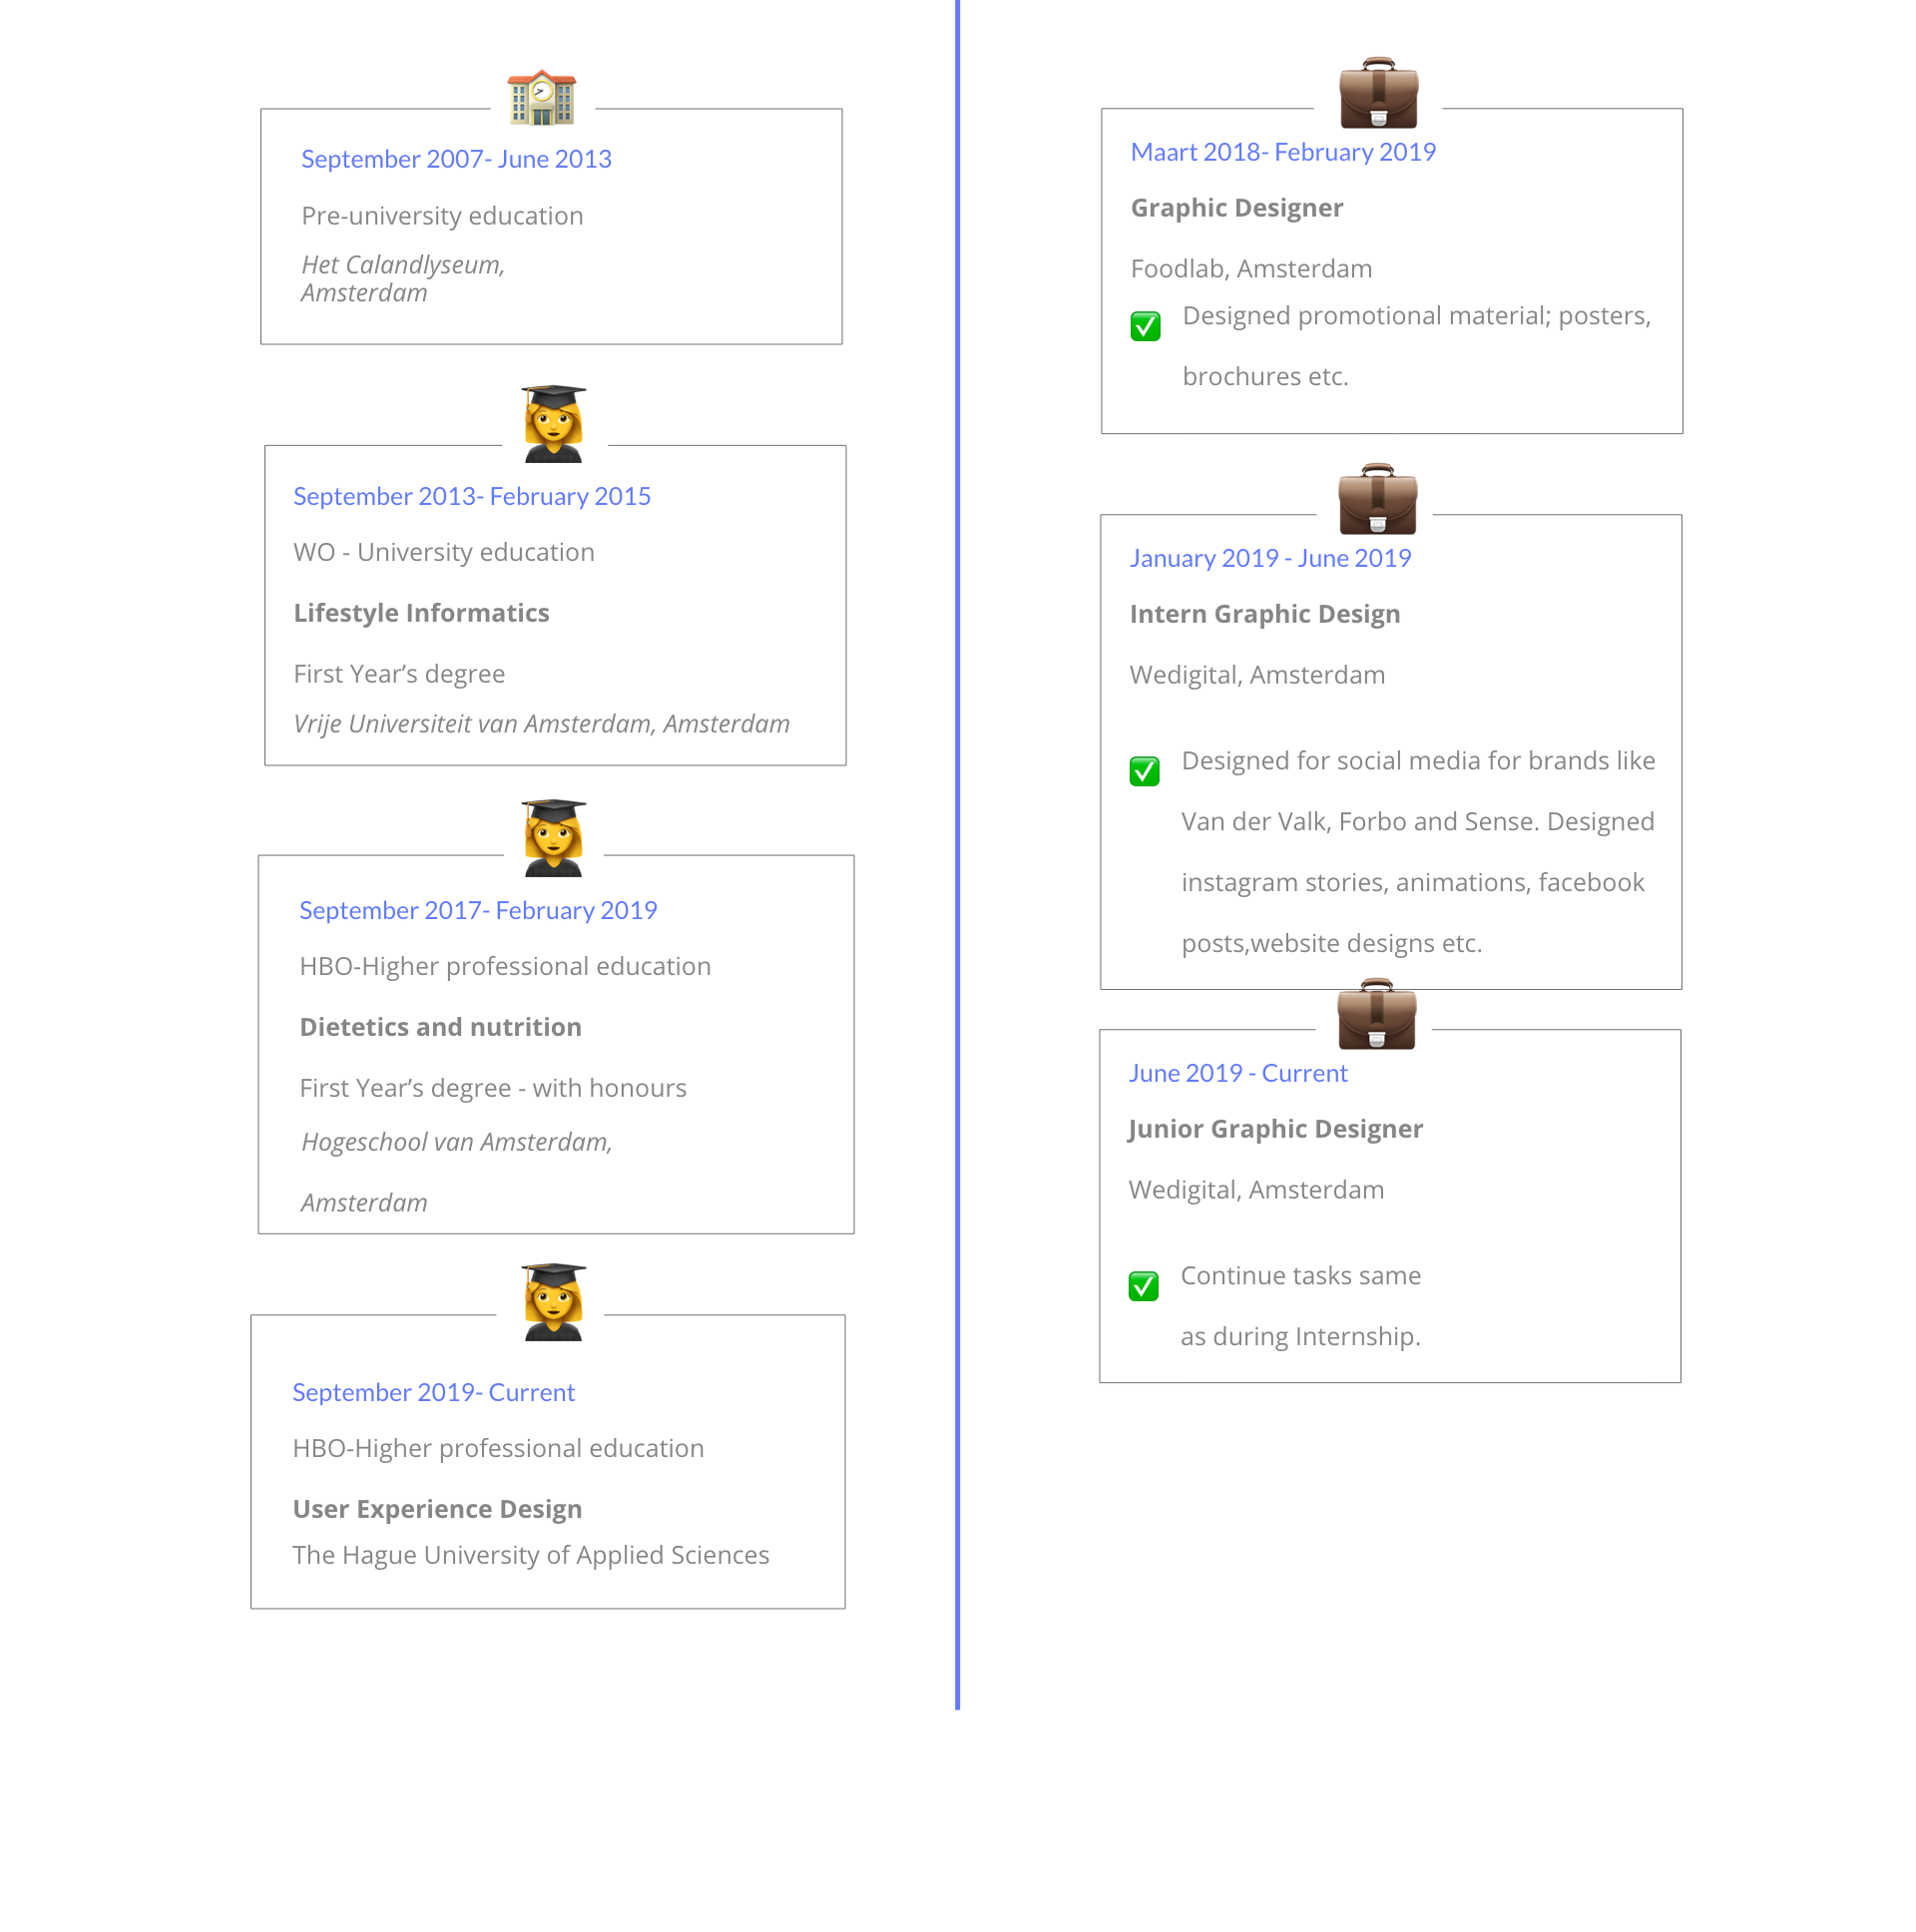 September 2007- June 2013
Pre-university education
Het Calandlyseum,
Amsterdam
September 2013- February 2015
WO - University education
Lifestyle Informatics
First Year’s degree
Vrije Universiteit van Amsterdam, Amsterdam
September 2017- February 2019
HBO-Higher professional education
Dietetics and nutrition
First Year’s degree - with honours
Hogeschool van Amsterdam,
Amsterdam
September 2019- Current
HBO-Higher professional education
User Experience Design
The Hague University of Applied Sciences
Maart 2018- February 2019
Graphic Designer
Foodlab, Amsterdam
Designed promotional material; posters,
brochures etc.
January 2019 - June 2019
Intern Graphic Design
Wedigital, Amsterdam
Designed for social media for brands like
Van der Valk, Forbo and Sense. Designed
instagram stories, animations, facebook
posts,website designs etc.
June 2019 - Current
Junior Graphic Designer
Wedigital, Amsterdam
Continue tasks same
as during Internship.